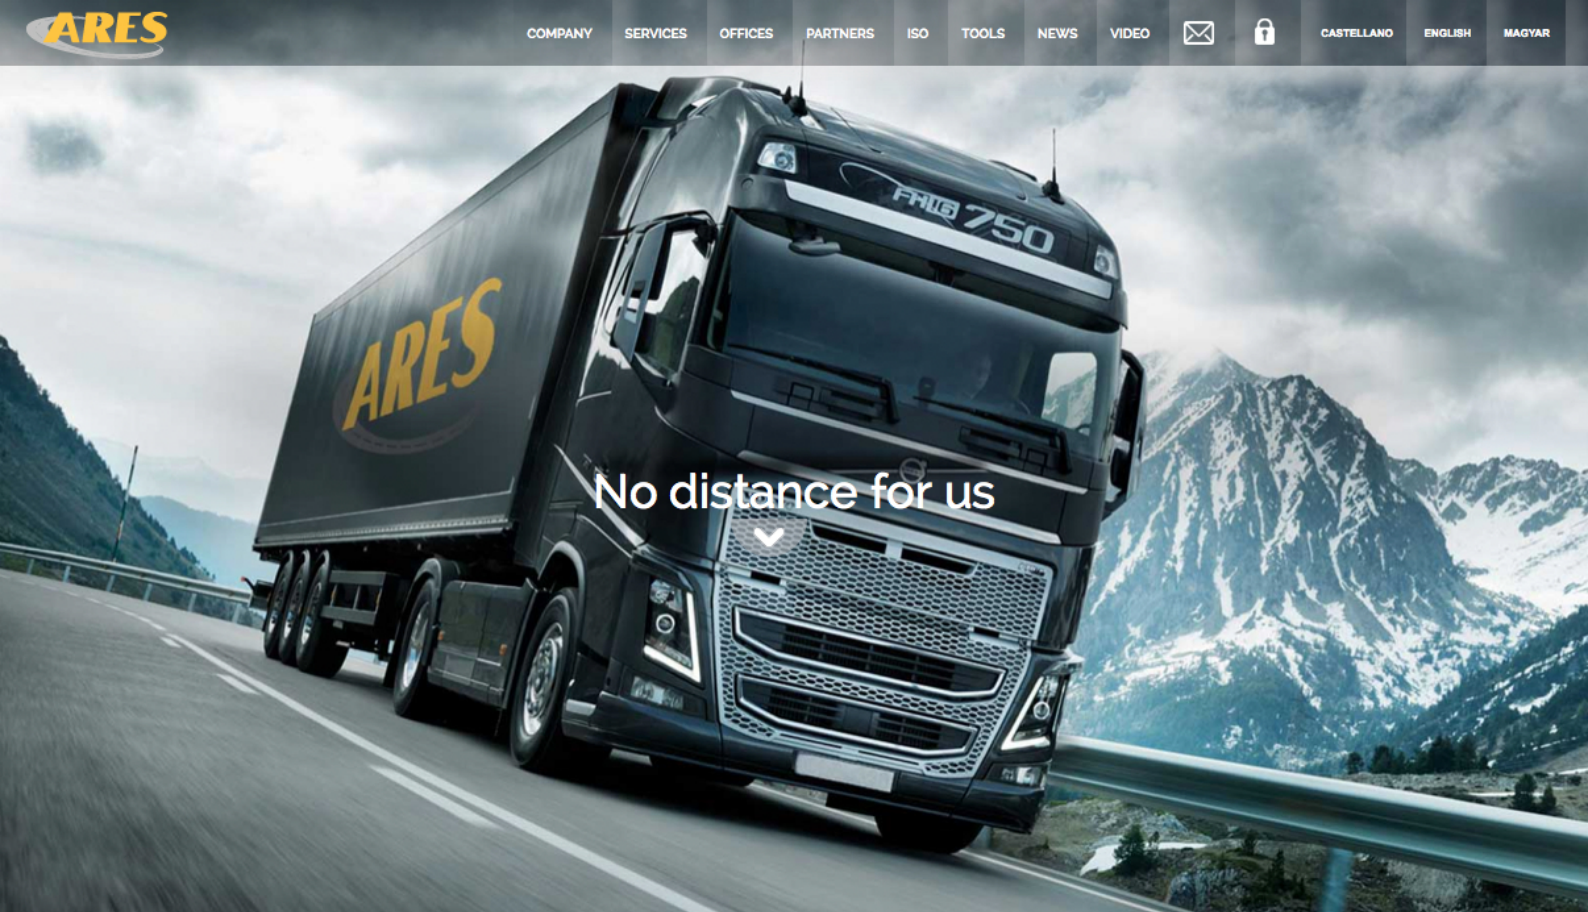 ARES
COMPANY
SERVICES
OFFICES
PARTNERS
ISO
TOOLS
NEWS
VIDEO
CASTELLANO
ENGLISH
MAGYAR
FH16 750
ARES
No distance for us